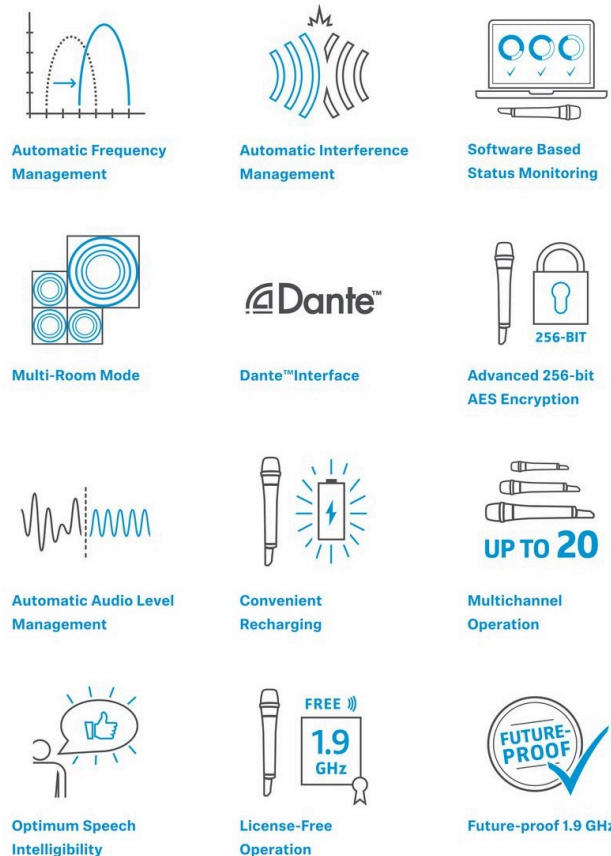 Automatic Frequency
Management
Automatic Interference
Management
Software Based
Status Monitoring
Multi-Room Mode
Dante™
Dante™Interface
256-BIT
Advanced 256-bit
AES Encryption
Automatic Audio Level
Management
Convenient
Recharging
UP TO 20
Multichannel
Operation
Optimum Speech
Intelligibility
FREE
1.9
GHz
License-Free
Operation
FUTURE-
PROOF
Future-proof 1.9 GHz